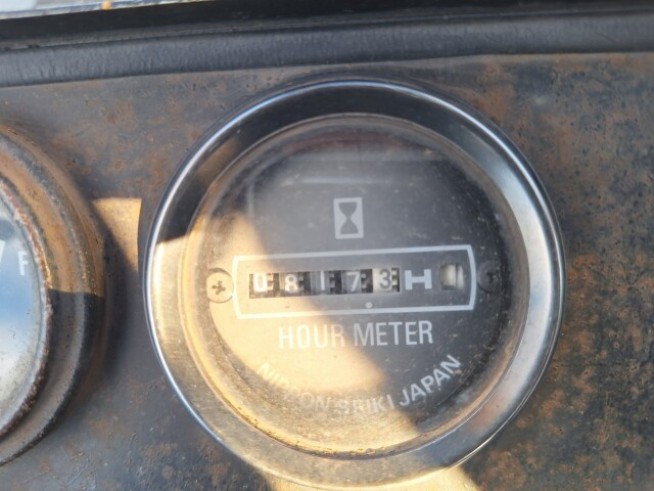 F
08173H
HOUR METER
NIPPON SEIKI JAPAN